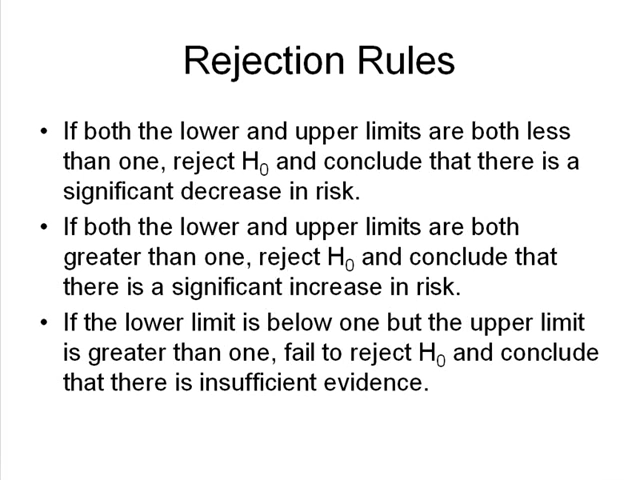 Rejection Rules
• If both the lower and upper limits are both less
than one, reject H0 and conclude that there is a
significant decrease in risk.
• If both the lower and upper limits are both
greater than one, reject H0 and conclude that
there is a significant increase in risk.
• If the lower limit is below one but the upper limit
is greater than one, fail to reject H0 and conclude
that there is insufficient evidence.